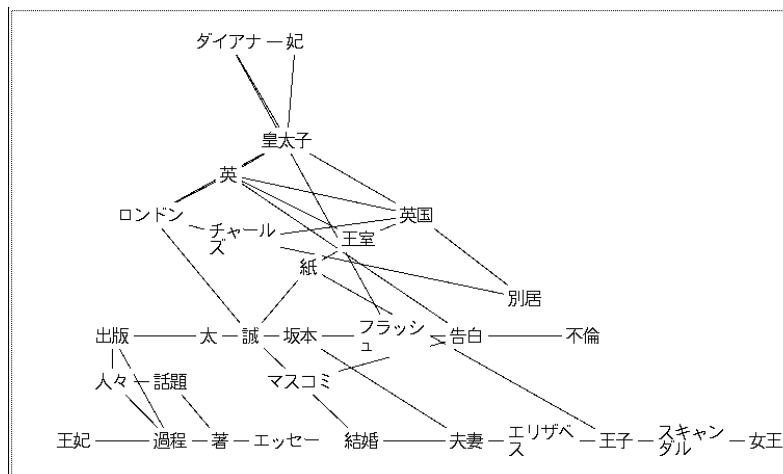 ダイアナ 妃
皇太子
英
ロンドン
英国
チャール
ズ
王室
紙
別居
出版 太 誠 坂本 フラッシ
ュ
告白 不倫
人々 話題 マスコミ
王妃 過程 著 エッセー 結婚 夫妻 エリザベ
ス
王子 スキャン
ダル
女王